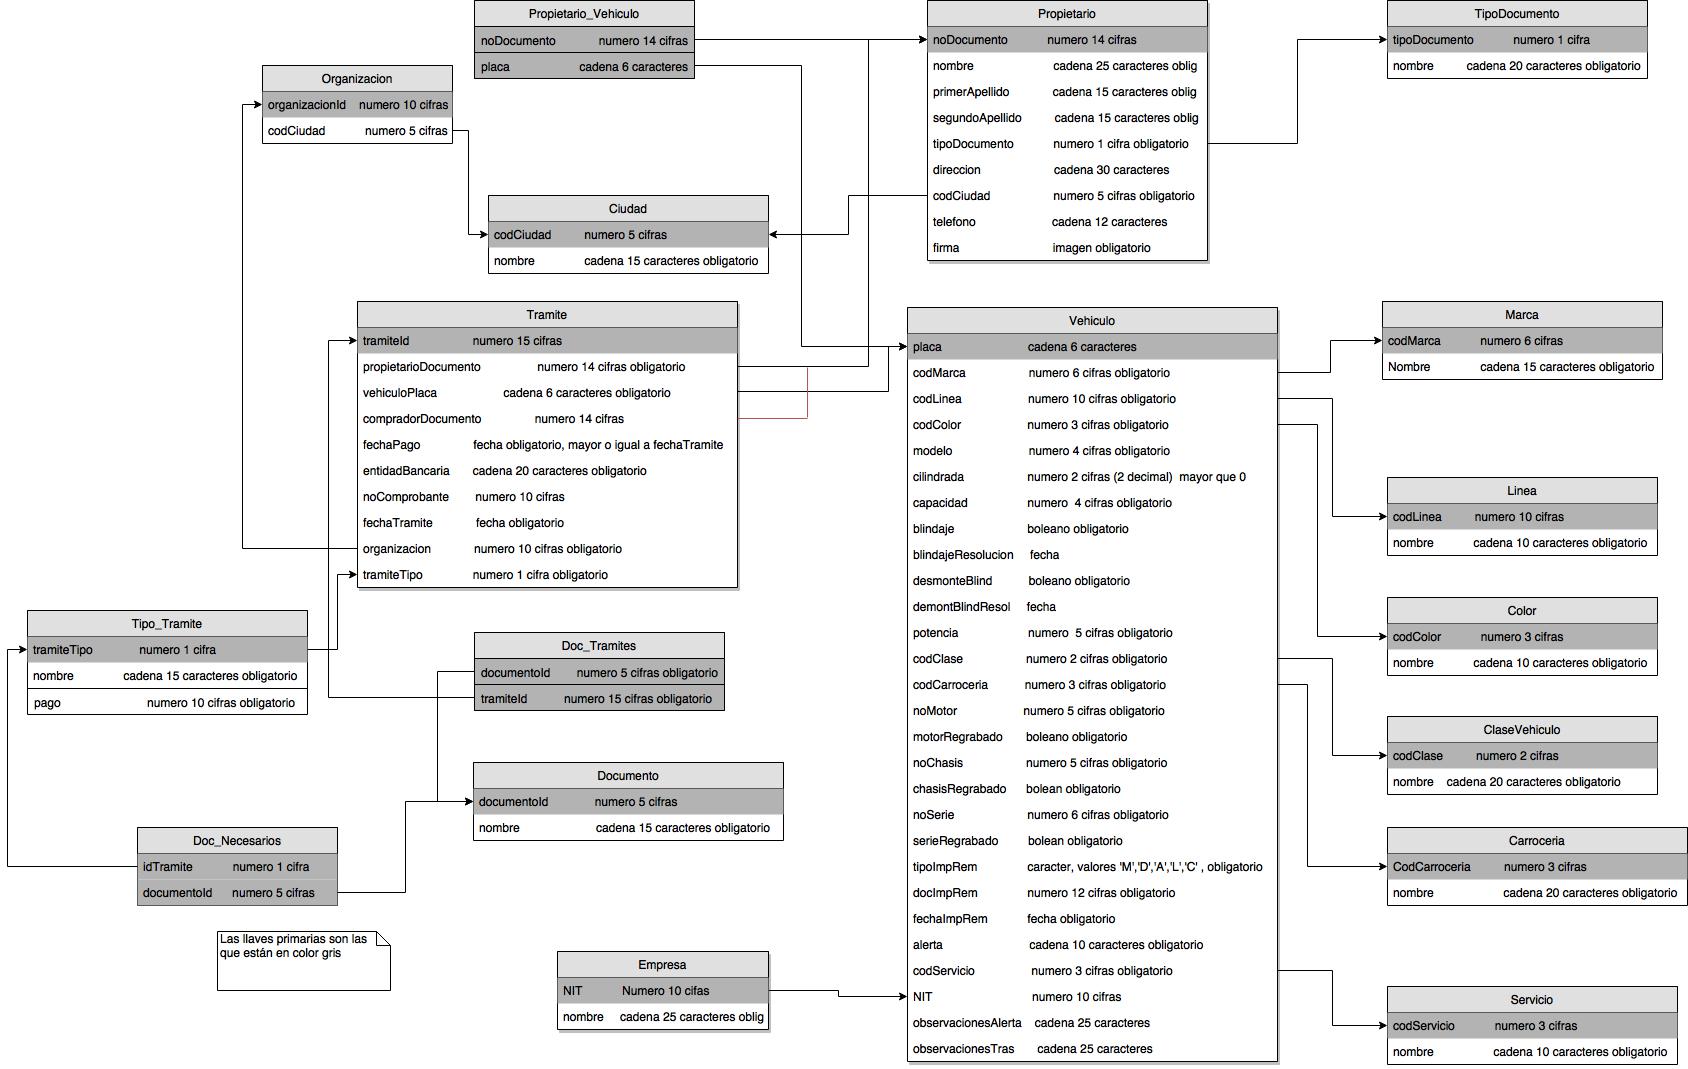 Propietario_Vehiculo
noDocumento numero 14 cifras
placa cadena 6 caracteres
Propietario
noDocumento numero 14 cifras
nombre cadena 25 caracteres oblig
primerApellido cadena 15 caracteres oblig
segundoApellido cadena 15 caracteres oblig
tipoDocumento numero 1 cifra obligatorio
direccion cadena 30 caracteres
codCiudad numero 5 cifras obligatorio
telefono cadena 12 caracteres
firma imagen obligatorio
TipoDocumento
tipoDocumento numero 1 cifra
nombre cadena 20 caracteres obligatorio
Organizacion
organizacionId numero 10 cifras
codCiudad numero 5 cifras
Ciudad
codCiudad numero 5 cifras
nombre cadena 15 caracteres obligatorio
Tramite
tramiteId numero 15 cifras
propietarioDocumento numero 14 cifras obligatorio
vehiculoPlaca cadena 6 caracteres obligatorio
compradorDocumento numero 14 cifras
fechaPago fecha obligatorio, mayor o igual a fechaTramite
entidadBancaria cadena 20 caracteres obligatorio
noComprobante numero 10 cifras
fechaTramite fecha obligatorio
organizacion numero 10 cifras obligatorio
tramiteTipo numero 1 cifra obligatorio
Vehiculo
placa cadena 6 caracteres
codMarca numero 6 cifras obligatorio
codLinea numero 10 cifras obligatorio
codColor numero 3 cifras obligatorio
modelo numero 4 cifras obligatorio
cilindrada numero 2 cifras (2 decimal) mayor que 0
capacidad numero 4 cifras obligatorio
blindaje boleano obligatorio
blindajeResolucion fecha
desmonteBlind boleano obligatorio
demontBlindResol fecha
potencia numero 5 cifras obligatorio
codClase numero 2 cifras obligatorio
codCarroceria numero 3 cifras obligatorio
noMotor numero 5 cifras obligatorio
motorRegrabado boleano obligatorio
noChasis numero 5 cifras obligatorio
chasisRegrabado bolean obligatorio
noSerie numero 6 cifras obligatorio
serieRegrabado bolean obligatorio
tipoImpRem caracter, valores 'M','D','A','L','C' , obligatorio
docImpRem numero 12 cifras obligatorio
fechaImpRem fecha obligatorio
alerta cadena 10 caracteres obligatorio
codServicio numero 3 cifras obligatorio
NIT numero 10 cifras
observacionesAlerta cadena 25 caracteres
observacionesTras cadena 25 caracteres
Marca
codMarca numero 6 cifras
Nombre cadena 15 caracteres obligatorio
Linea
codLinea numero 10 cifras
nombre cadena 10 caracteres obligatorio
Color
codColor numero 3 cifras
nombre cadena 10 caracteres obligatorio
ClaseVehiculo
codClase numero 2 cifras
nombre cadena 20 caracteres obligatorio
Carroceria
CodCarroceria numero 3 cifras
nombre cadena 20 caracteres obligatorio
Servicio
codServicio numero 3 cifras
nombre cadena 10 caracteres obligatorio
Tipo_Tramite
tramiteTipo numero 1 cifra
nombre cadena 15 caracteres obligatorio
pago numero 10 cifras obligatorio
Doc_Tramites
documentoId numero 5 cifras obligatorio
tramiteId numero 15 cifras obligatorio
Documento
documentoId numero 5 cifras
nombre cadena 15 caracteres obligatorio
Doc_Necesarios
idTramite numero 1 cifra
documentoId numero 5 cifras
Las llaves primarias son las
que están en color gris
Empresa
NIT Numero 10 cifas
nombre cadena 25 caracteres oblig